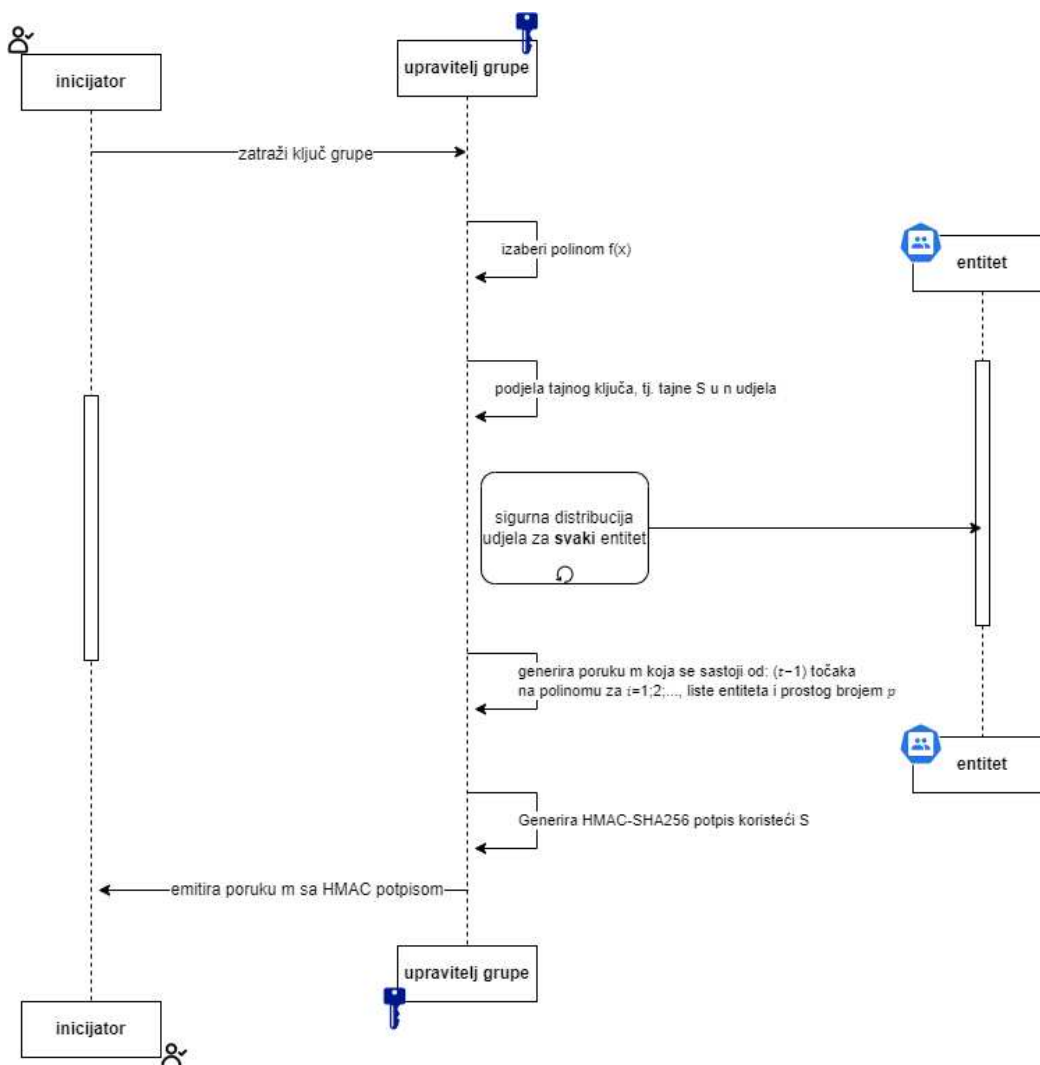 inicijator
upravitelj grupe
zatraži ključ grupe
izaberi polinom f(x)
entitet
podjela tajnog ključa, tj. tajne S u n udjela
sigurna distribucija
udjela za svaki entitet
generira poruku m koja se sastoji od: (t−1) točaka
na polinomu za i=1;2;..., liste entiteta i prostog brojem p
entitet
Generira HMAC-SHA256 potpis koristeći S
emitira poruku m sa HMAC potpisom
upravitelj grupe
inicijator